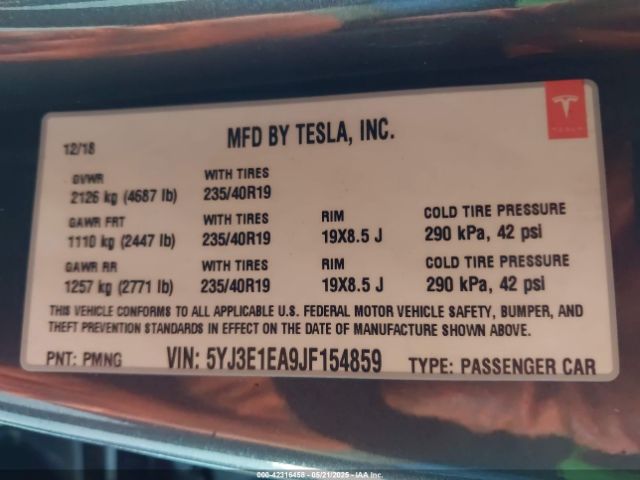 TESLA
12/18
MFD BY TESLA, INC.
GVWR WITH TIRES
2126 kg (4687 lb) 235/40R19
GAWR FRT WITH TIRES RIM COLD TIRE PRESSURE
1110 kg (2447 lb) 235/40R19 19X8.5 J 290 kPa, 42 psi
GAWR RR WITH TIRES RIM COLD TIRE PRESSURE
1257 kg (2771 lb) 235/40R19 19X8.5 J 290 kPa, 42 psi
THIS VEHICLE CONFORMS TO ALL APPLICABLE U.S. FEDERAL MOTOR VEHICLE SAFETY, BUMPER, AND
THEFT PREVENTION STANDARDS IN EFFECT ON THE DATE OF MANUFACTURE SHOWN ABOVE.
PNT: PMNG VIN: 5YJ3E1EA9JF154859 TYPE: PASSENGER CAR
000-42316458 - 05/21/2025 - IAA Inc.